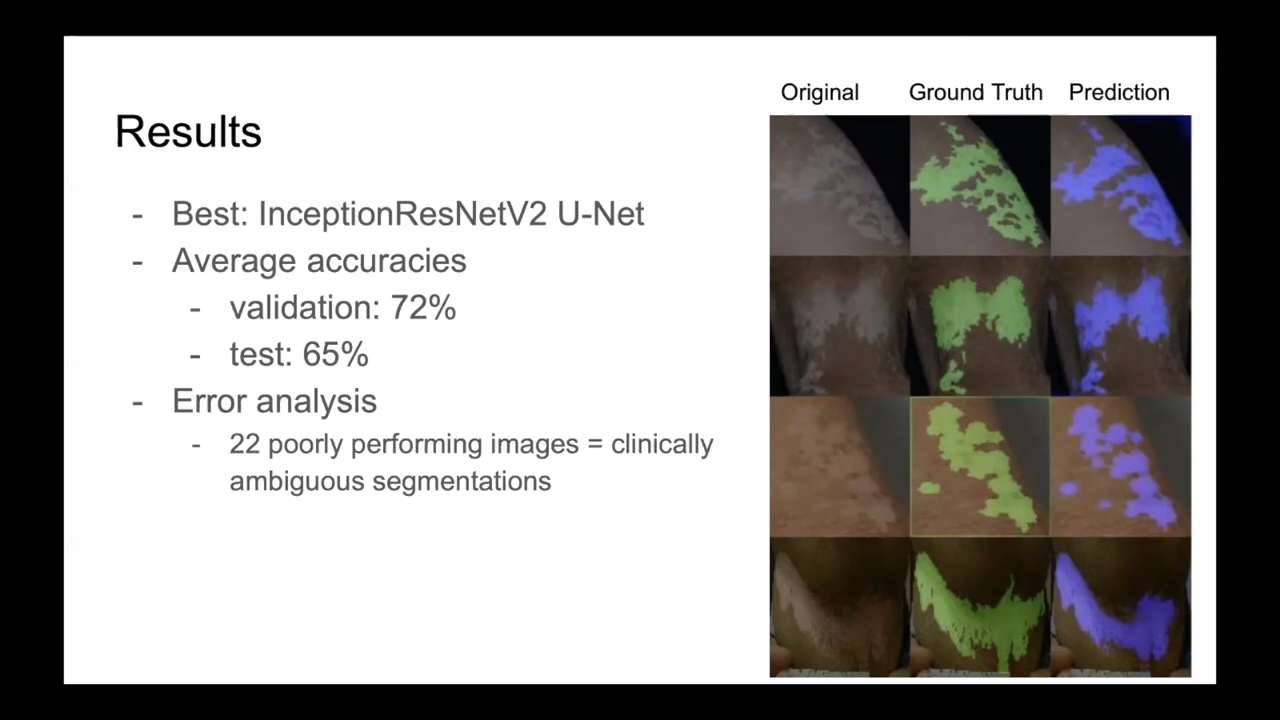 Original Ground Truth Prediction
Results
- Best: InceptionResNetV2 U-Net
- Average accuracies
- validation: 72%
- test: 65%
- Error analysis
- 22 poorly performing images = clinically
ambiguous segmentations